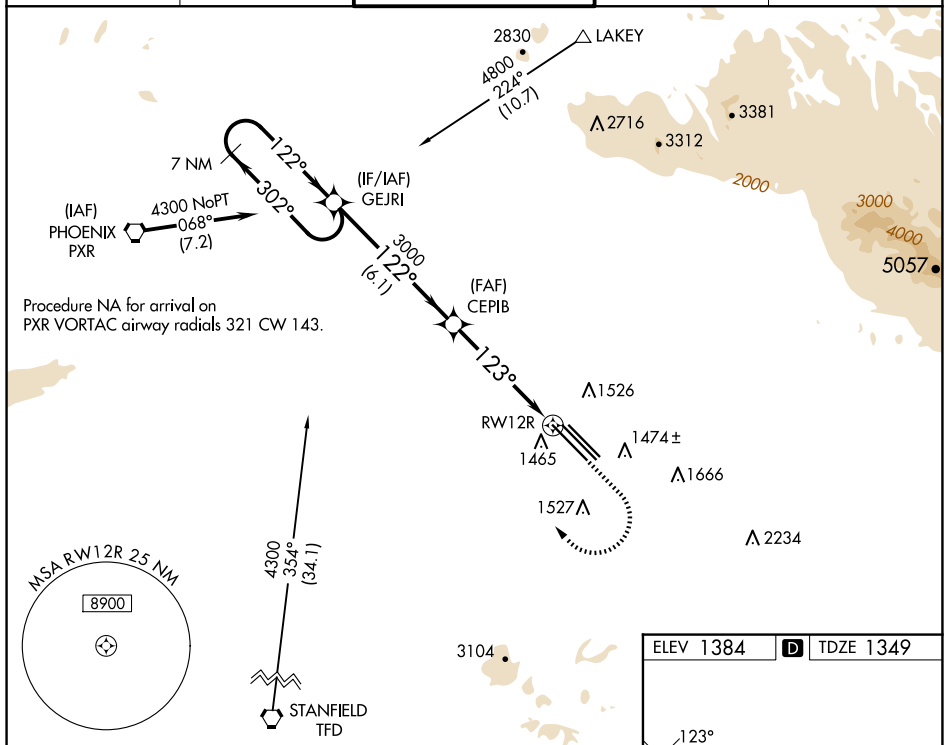 2830
LAKEY
4800
224°
(10.7)
2716
3381
3312
2000
3000
4000
5057
7 NM
122°
302°
(IF/IAF)
GEJRI
(IAF)
PHOENIX
PXR
4300 NoPT
068°
(7.2)
3000
122°
(6.1)
(FAF)
CEPIB
Procedure NA for arrival on
PXR VORTAC airway radials 321 CW 143.
123°
RW12R
1526
1465
1474±
1666
1527
2234
4300
354°
(34.1)
MSA RW12R 25 NM
8900
STANFIELD
TFD
3104
ELEV 1384 D TDZE 1349
123°